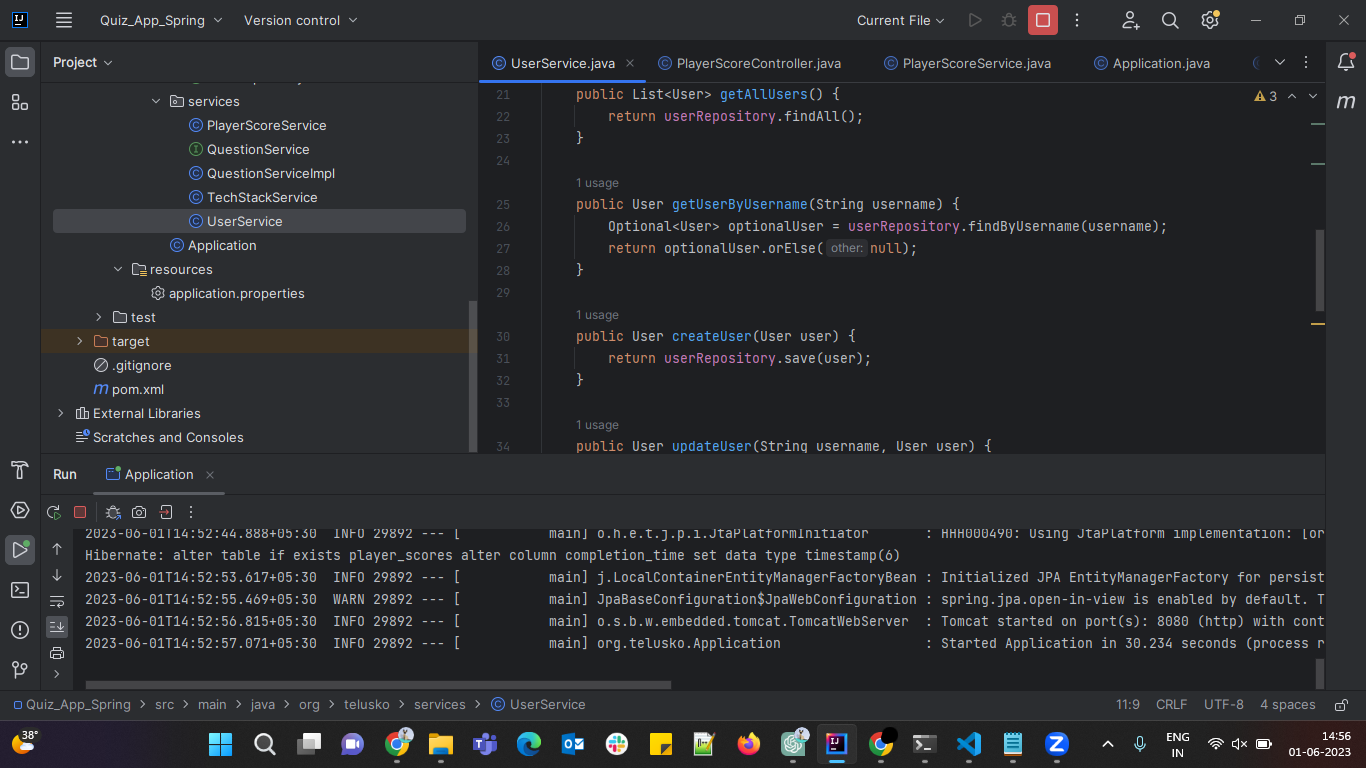 Quiz_App_Spring Version control Current File
Project
UserService.java PlayerScoreController.java PlayerScoreService.java Application.java
services
PlayerScoreService
QuestionService
QuestionServiceImpl
TechStackService
UserService
Application
resources
application.properties
test
target
.gitignore
pom.xml
External Libraries
Scratches and Consoles
3
21 public List<User> getAllUsers() {
22 return userRepository.findAll();
23 }
24
1 usage
25 public User getUserByUsername(String username) {
26 Optional<User> optionalUser = userRepository.findByUsername(username);
27 return optionalUser.orElse( other: null);
28 }
29
1 usage
30 public User createUser(User user) {
31 return userRepository.save(user);
32 }
33
1 usage
34 public User updateUser(String username, User user) {
Run Application
2023-06-01T14:52:44.888+05:30 INFO 29892 --- [ main] o.h.e.t.j.p.i.JtaPlatformInitiator : HHH000490: Using JtaPlatform implementation: [or
Hibernate: alter table if exists player_scores alter column completion_time set data type timestamp(6)
2023-06-01T14:52:53.617+05:30 INFO 29892 --- [ main] j.LocalContainerEntityManagerFactoryBean : Initialized JPA EntityManagerFactory for persist
2023-06-01T14:52:55.469+05:30 WARN 29892 --- [ main] JpaBaseConfiguration$JpaWebConfiguration : spring.jpa.open-in-view is enabled by default. T
2023-06-01T14:52:56.815+05:30 INFO 29892 --- [ main] o.s.b.w.embedded.tomcat.TomcatWebServer : Tomcat started on port(s): 8080 (http) with cont
2023-06-01T14:52:57.071+05:30 INFO 29892 --- [ main] org.telusko.Application : Started Application in 30.234 seconds (process r
Quiz_App_Spring > src > main > java > org > telusko > services > UserService 11:9 CRLF UTF-8 4 spaces
38°
ENG
IN
14:56
01-06-2023